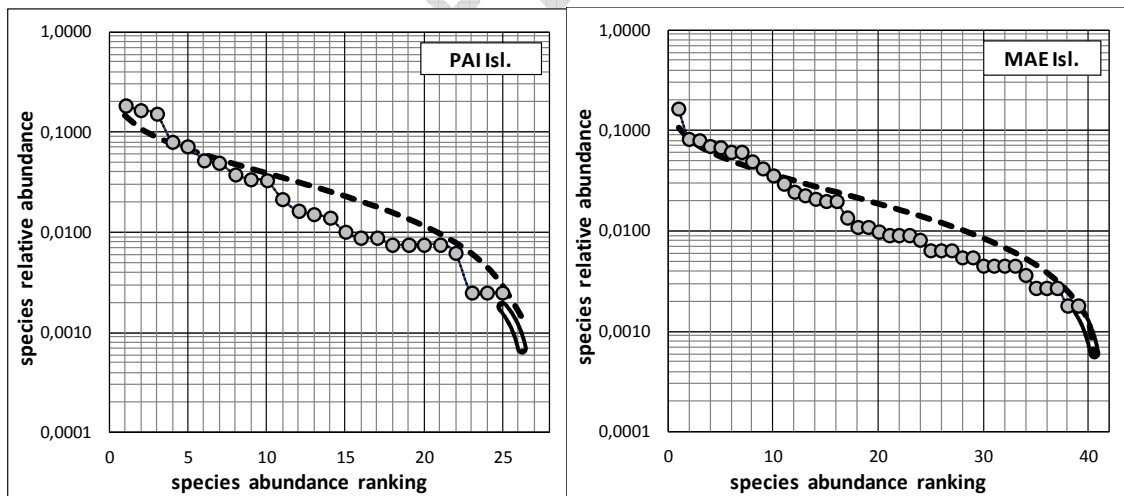 PAI Isl.
1,0000
0,1000
0,0100
0,0010
0,0001
0 5 10 15 20 25
species relative abundance
species abundance ranking
MAE Isl.
1,0000
0,1000
0,0100
0,0010
0,0001
0 10 20 30 40
species relative abundance
species abundance ranking